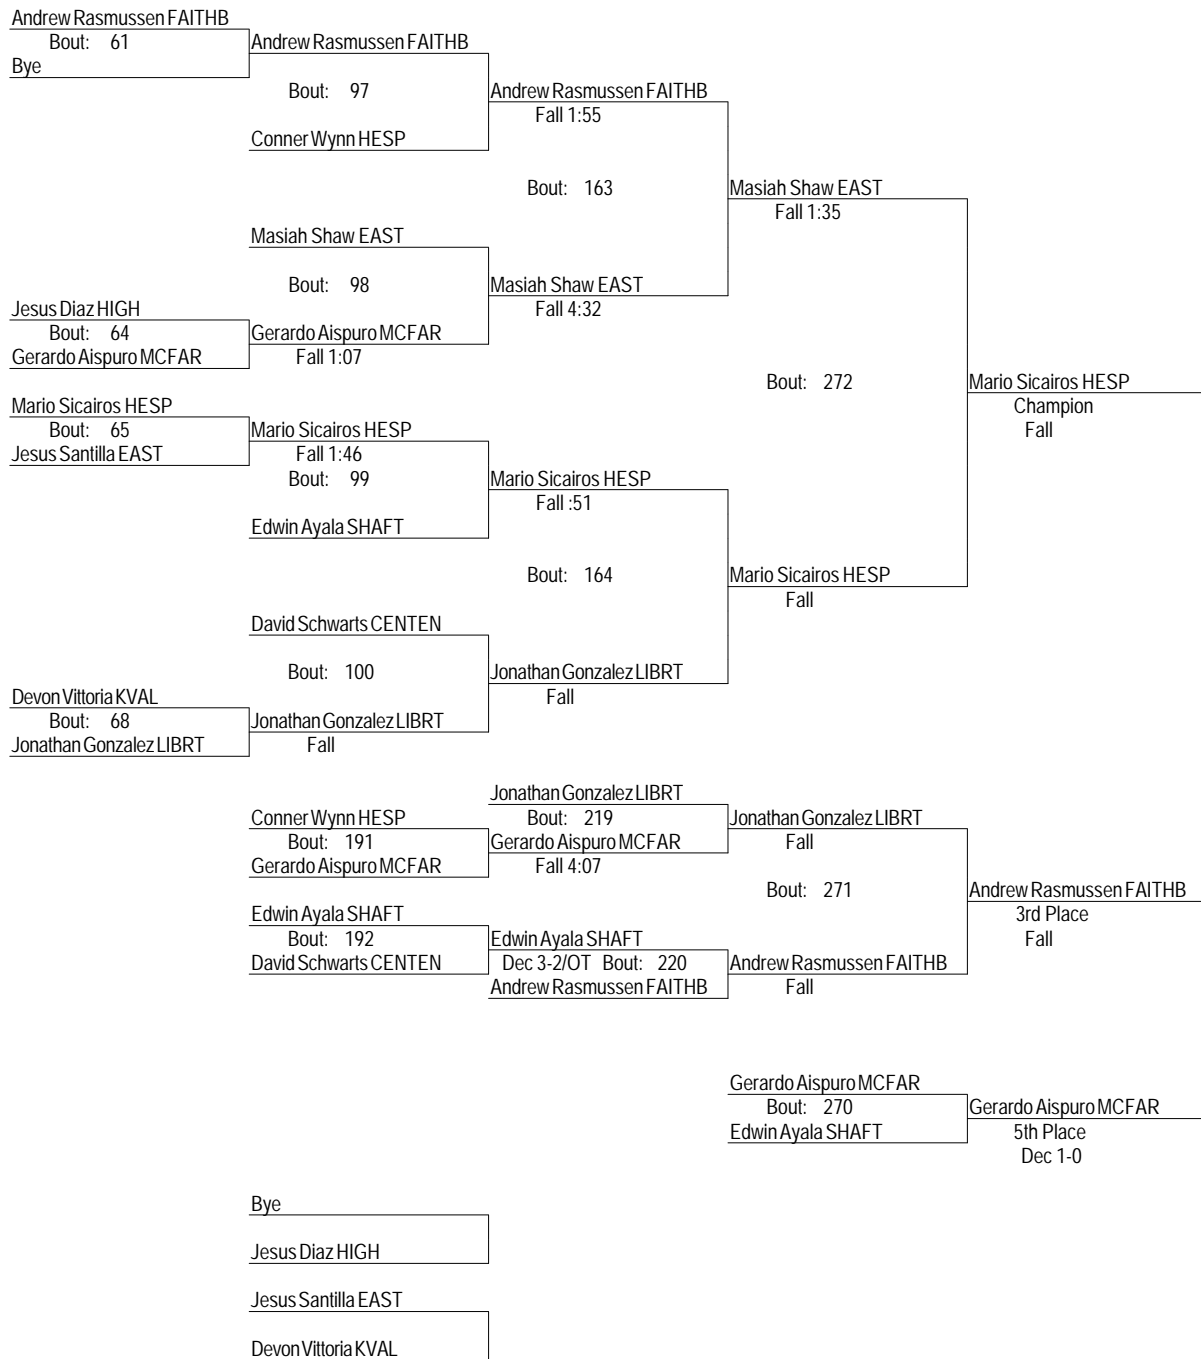 Andrew Rasmussen FAITHB
Bout: 61
Andrew Rasmussen FAITHB
Bye
Bout: 97
Andrew Rasmussen FAITHB
Fall 1:55
Conner Wynn HESP
Bout: 163
Masiah Shaw EAST
Fall 1:35
Masiah Shaw EAST
Bout: 98
Masiah Shaw EAST
Fall 4:32
Jesus Diaz HIGH
Bout: 64
Gerardo Aispuro MCFAR
Gerardo Aispuro MCFAR
Fall 1:07
Bout: 272
Mario Sicairos HESP
Champion
Fall
Mario Sicairos HESP
Bout: 65
Mario Sicairos HESP
Jesus Santilla EAST
Fall 1:46
Bout: 99
Mario Sicairos HESP
Fall :51
Edwin Ayala SHAFT
Bout: 164
Mario Sicairos HESP
Fall
David Schwarts CENTEN
Bout: 100
Jonathan Gonzalez LIBRT
Fall
Devon Vittoria KVAL
Bout: 68
Jonathan Gonzalez LIBRT
Jonathan Gonzalez LIBRT
Fall
Jonathan Gonzalez LIBRT
Conner Wynn HESP
Bout: 219
Jonathan Gonzalez LIBRT
Bout: 191
Gerardo Aispuro MCFAR
Fall
Gerardo Aispuro MCFAR
Fall 4:07
Bout: 271
Andrew Rasmussen FAITHB
3rd Place
Fall
Edwin Ayala SHAFT
Bout: 192
Edwin Ayala SHAFT
David Schwarts CENTEN
Dec 3-2/OT Bout: 220
Andrew Rasmussen FAITHB
Andrew Rasmussen FAITHB
Fall
Gerardo Aispuro MCFAR
Bout: 270
Gerardo Aispuro MCFAR
Edwin Ayala SHAFT
5th Place
Dec 1-0
Bye
Jesus Diaz HIGH
Jesus Santilla EAST
Devon Vittoria KVAL